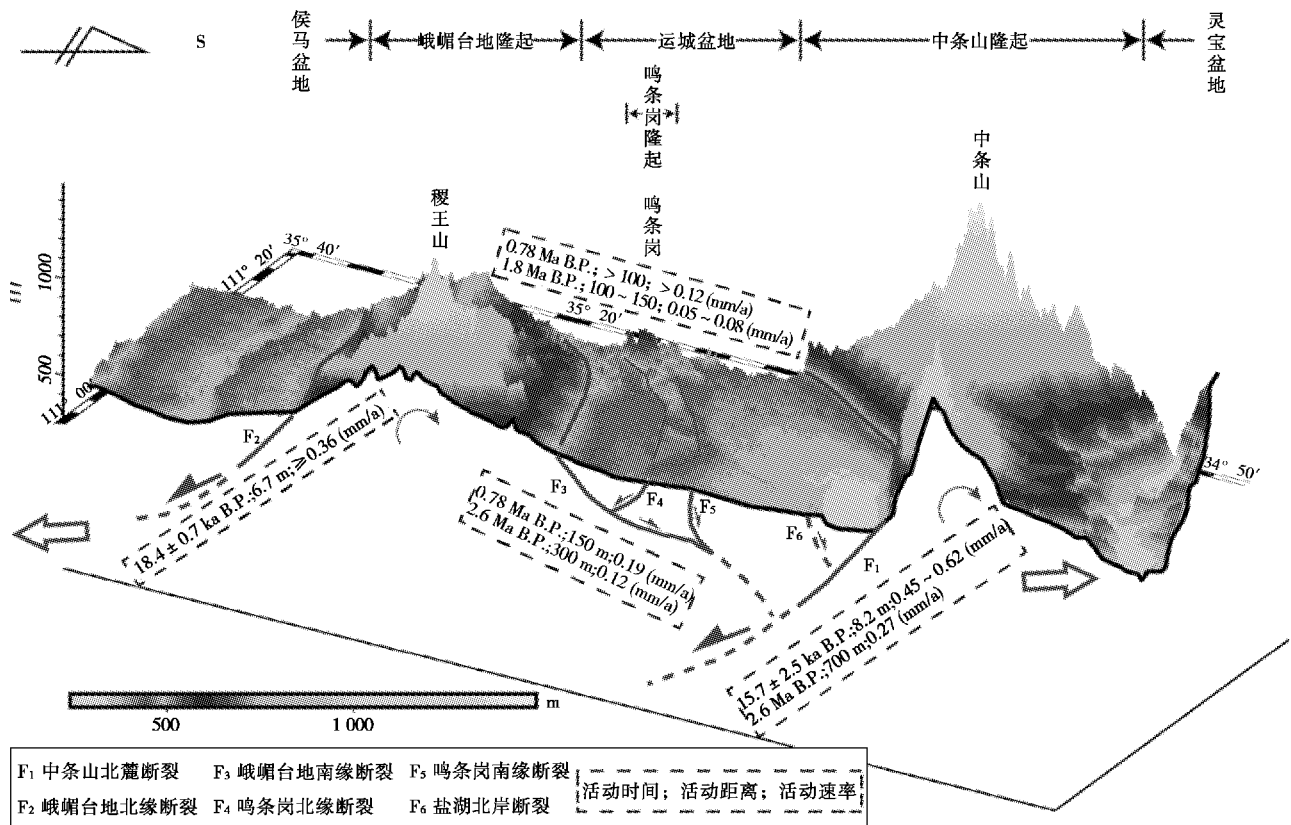 S
侯马盆地
峨嵋台地隆起
运城盆地
中条山隆起
灵宝盆地
鸣条岗隆起
中条山
稷王山
鸣条岗
35° 40′
111° 20′
1000
500
111° 00′
0.78 Ma B.P.; > 100; > 0.12 (mm/a)
1.8 Ma B.P.; 100 ~ 150; 0.05 ~ 0.08 (mm/a)
35° 20′
34° 50′
F₂
18.4 ± 0.7 ka B.P.;6.7 m;≥0.36 (mm/a)
F₃
F₄
F₅
F₆
F₁
0.78 Ma B.P.;150 m;0.19 (mm/a)
2.6 Ma B.P.;300 m;0.12 (mm/a)
15.7 ± 2.5 ka B.P.;8.2 m;0.45 ~ 0.62 (mm/a)
2.6 Ma B.P.;700 m;0.27 (mm/a)
m
500
1 000
F₁ 中条山北麓断裂 F₃ 峨嵋台地南缘断裂 F₅ 鸣条岗南缘断裂
F₂ 峨嵋台地北缘断裂 F₄ 鸣条岗北缘断裂 F₆ 盐湖北岸断裂
活动时间；活动距离；活动速率